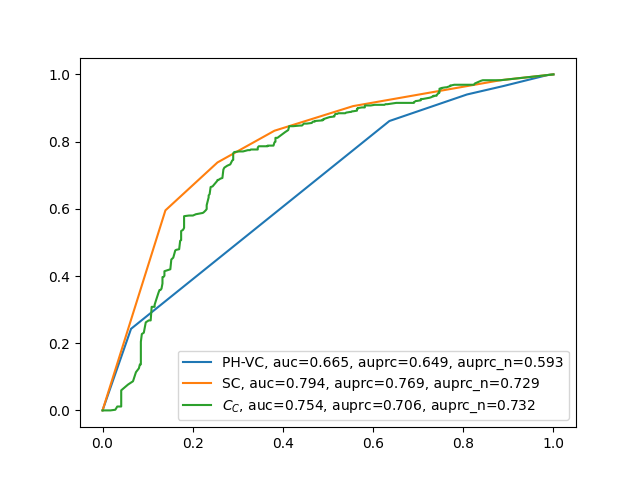 1.0
0.8
0.6
0.4
0.2
0.0
PH-VC, auc=0.665, auprc=0.649, auprc_n=0.593
SC, auc=0.794, auprc=0.769, auprc_n=0.729
C_C, auc=0.754, auprc=0.706, auprc_n=0.732
0.0 0.2 0.4 0.6 0.8 1.0